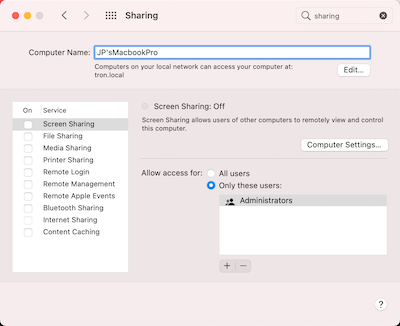 Sharing
sharing
Computer Name:
JP'sMacbookPro
Computers on your local network can access your computer at:
tron.local
Edit...
On
Service
Screen Sharing
File Sharing
Media Sharing
Printer Sharing
Remote Login
Remote Management
Remote Apple Events
Bluetooth Sharing
Internet Sharing
Content Caching
Screen Sharing: Off
Screen Sharing allows users of other computers to remotely view and control
this computer.
Computer Settings...
Allow access for:
All users
Only these users:
Administrators
+
−
?